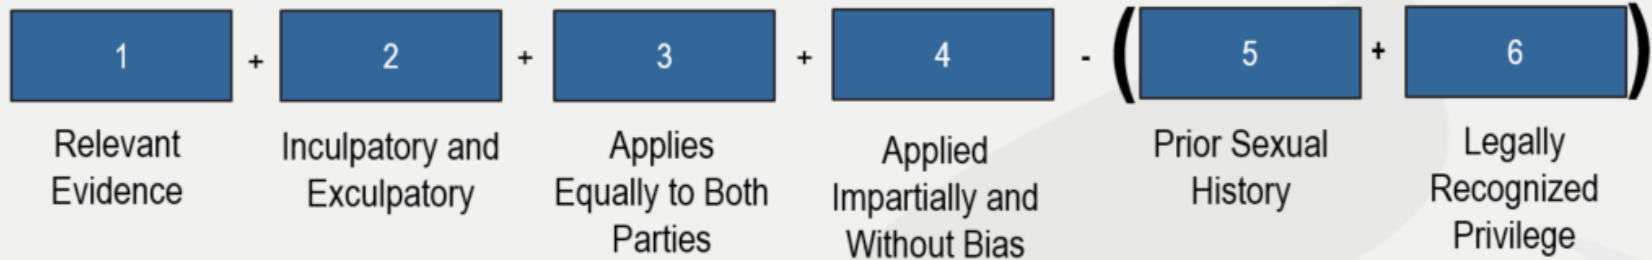 1 + 2 + 3 + 4 - ( 5 + 6 )
Relevant
Evidence
Inculpatory and
Exculpatory
Applies
Equally to Both
Parties
Applied
Impartially and
Without Bias
Prior Sexual
History
Legally
Recognized
Privilege